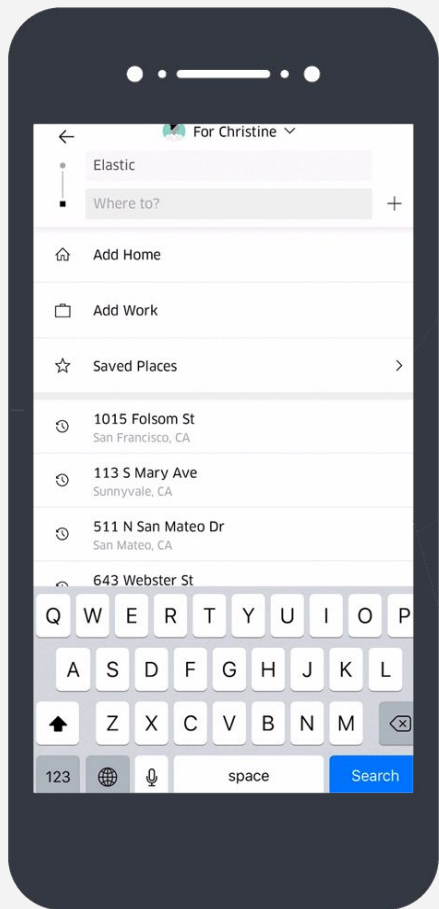 For Christine
Elastic
Where to?
Add Home
Add Work
Saved Places
1015 Folsom St
San Francisco, CA
113 S Mary Ave
Sunnyvale, CA
511 N San Mateo Dr
San Mateo, CA
643 Webster St
Q W E R T Y U I O P
A S D F G H J K L
Z X C V B N M
123 space Search